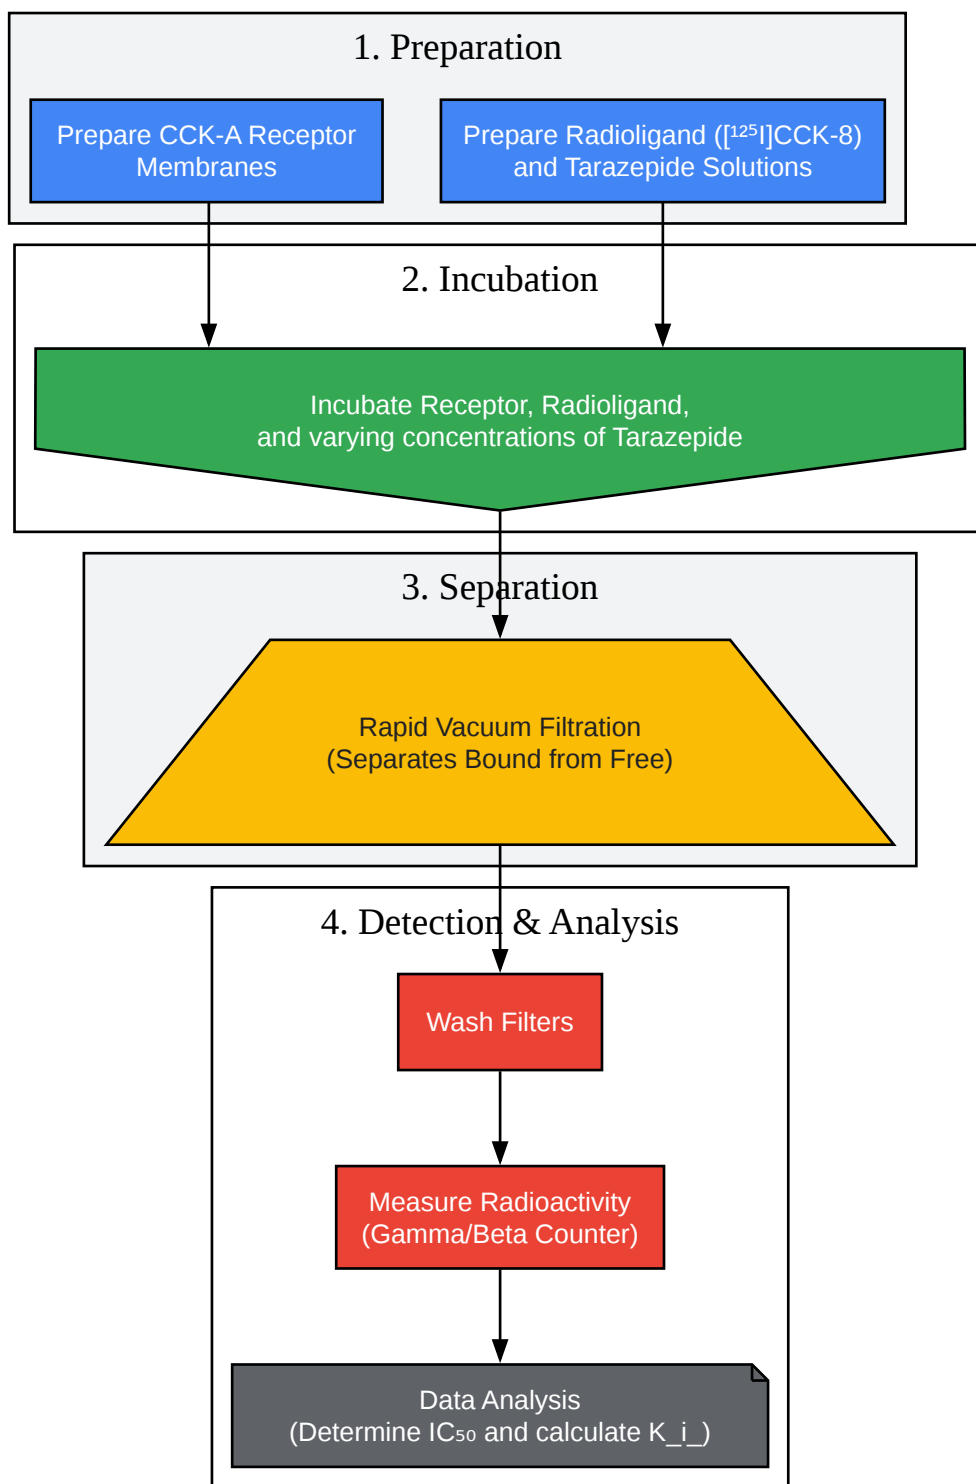 1. Preparation
Prepare CCK-A Receptor
Membranes
Prepare Radioligand ([¹²⁵I]CCK-8)
and Tarazepide Solutions
2. Incubation
Incubate Receptor, Radioligand,
and varying concentrations of Tarazepide
3. Separation
Rapid Vacuum Filtration
(Separates Bound from Free)
4. Detection & Analysis
Wash Filters
Measure Radioactivity
(Gamma/Beta Counter)
Data Analysis
(Determine IC₅₀ and calculate K_i_)